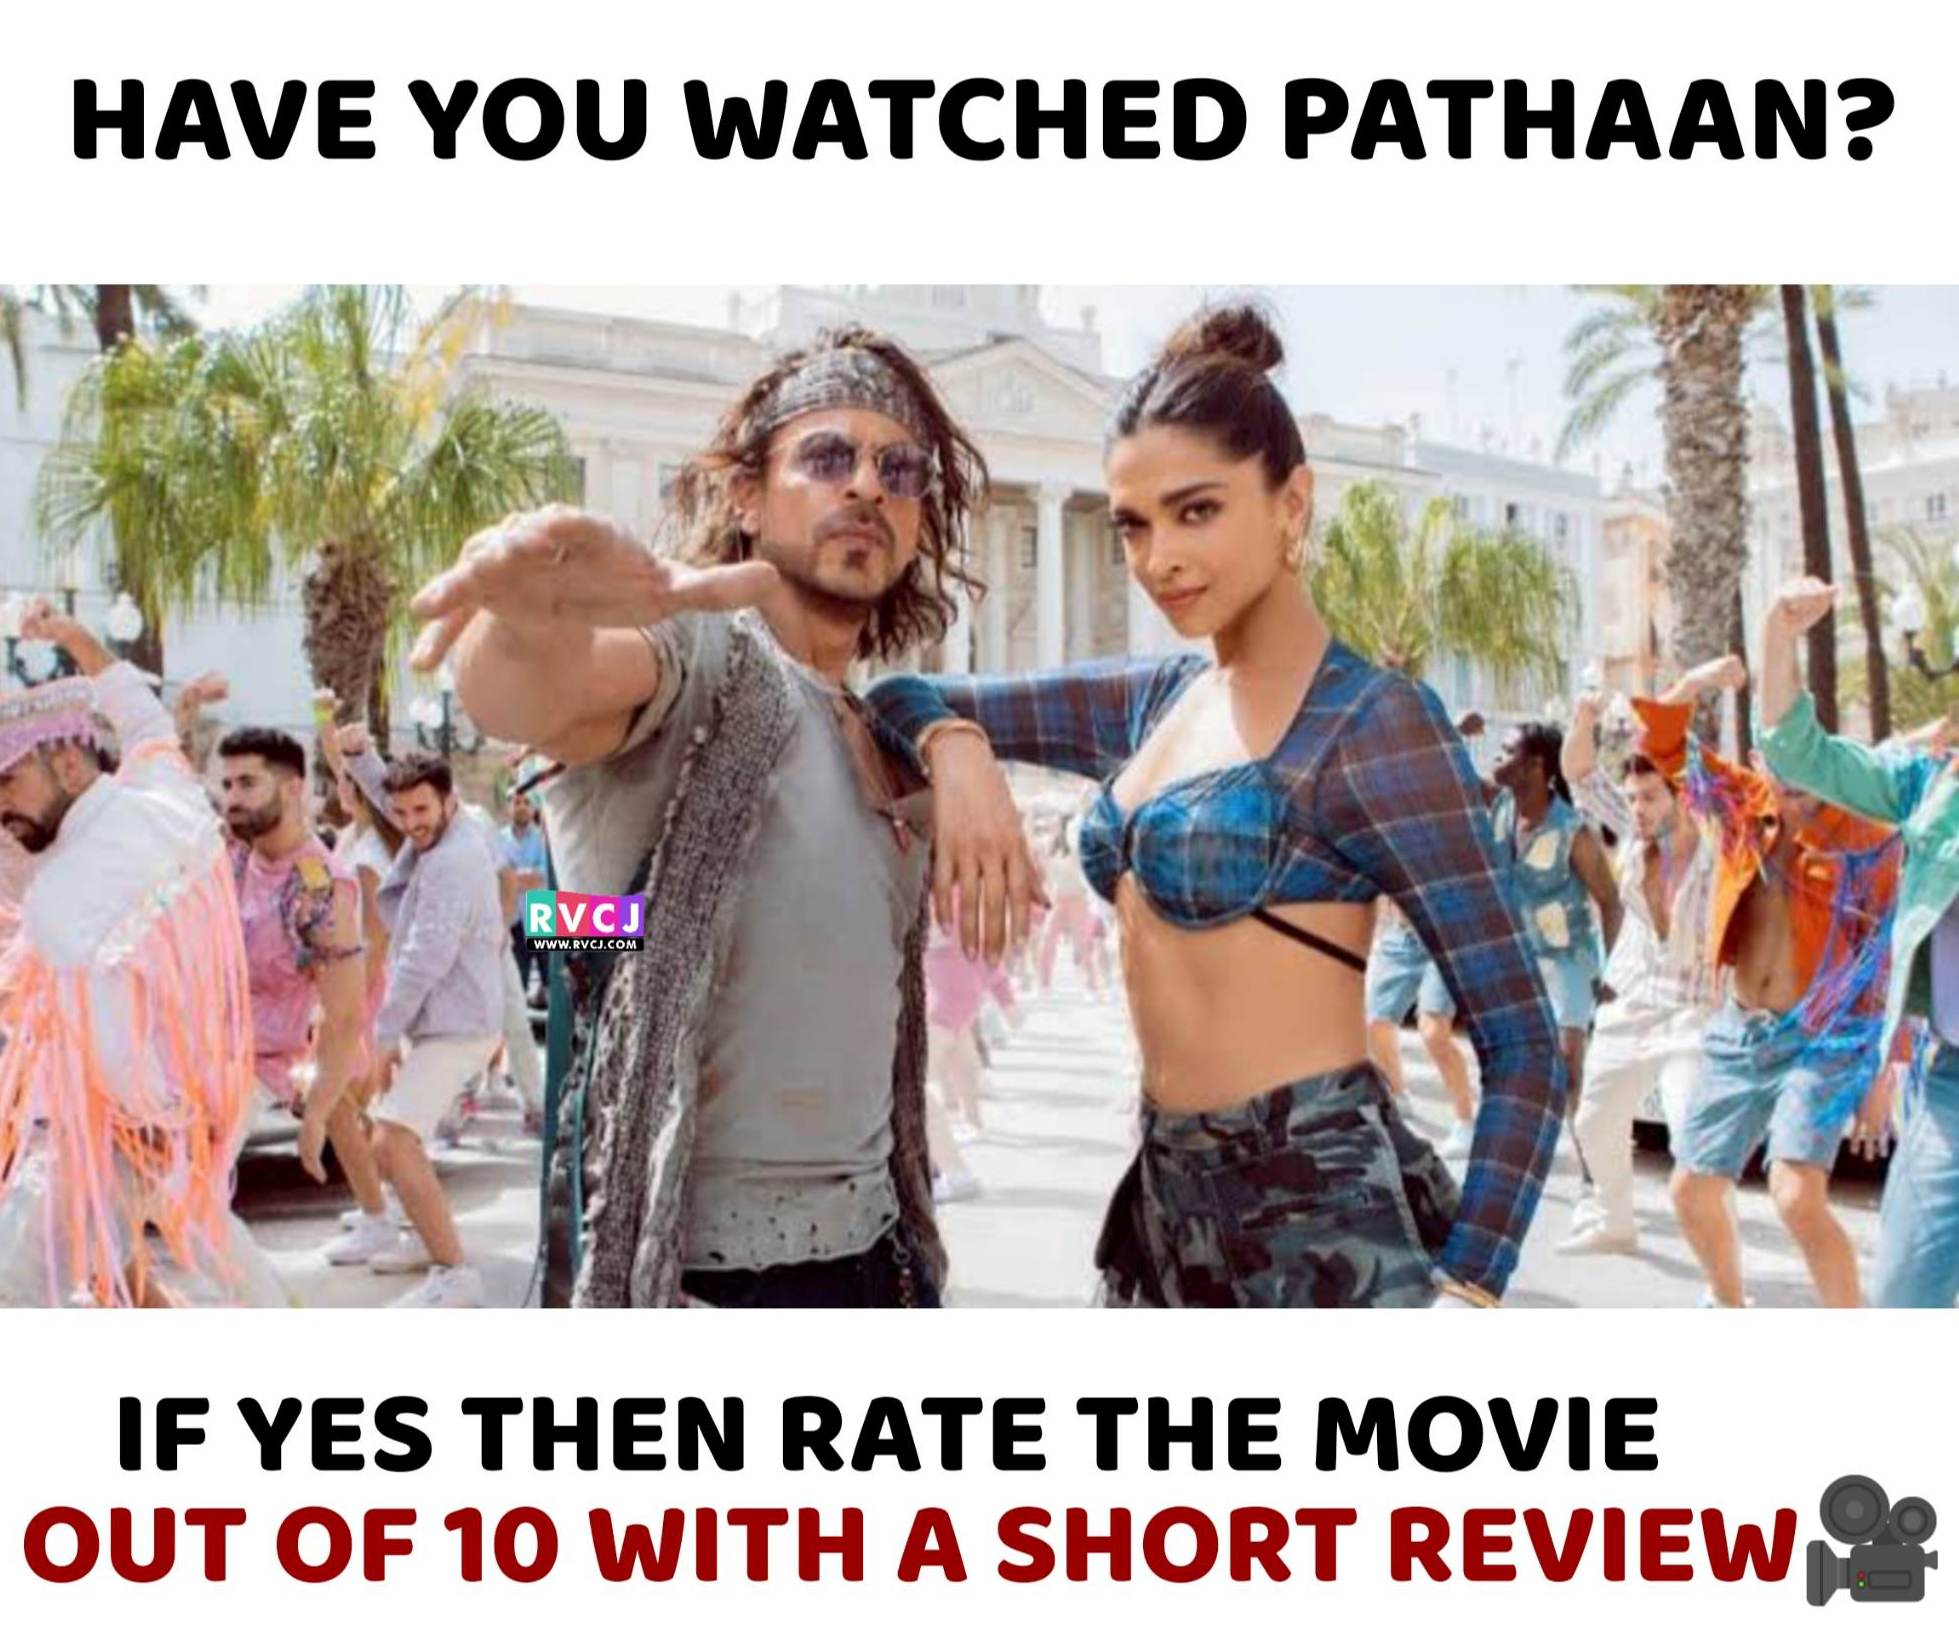 HAVE YOU WATCHED PATHAAN?
RVCJ
WWW.RVCJ.COM
IF YES THEN RATE THE MOVIE
OUT OF 10 WITH A SHORT REVIEW